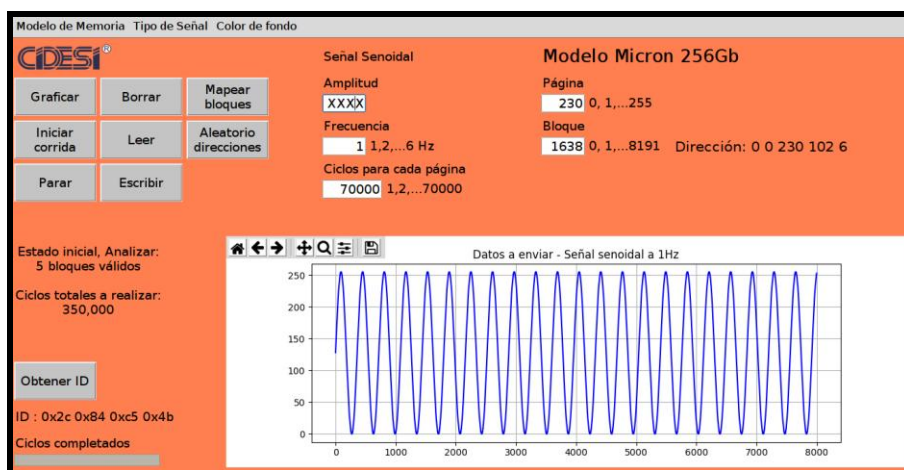 Modelo de Memoria Tipo de Señal Color de fondo
CIDESI®
Señal Senoidal
Modelo Micron 256Gb
Graficar
Borrar
Mapear
bloques
Amplitud
XXXX
Página
230 0, 1,...255
Iniciar
corrida
Leer
Aleatorio
direcciones
Frecuencia
1 1,2,...6 Hz
Bloque
1638 0, 1,...8191 Dirección: 0 0 230 102 6
Parar
Escribir
Ciclos para cada página
70000 1,2,...70000
Estado inicial, Analizar:
5 bloques válidos
Ciclos totales a realizar:
350,000
Obtener ID
ID : 0x2c 0x84 0xc5 0x4b
Ciclos completados
Datos a enviar - Señal senoidal a 1Hz
250
200
150
100
50
0
0 1000 2000 3000 4000 5000 6000 7000 8000